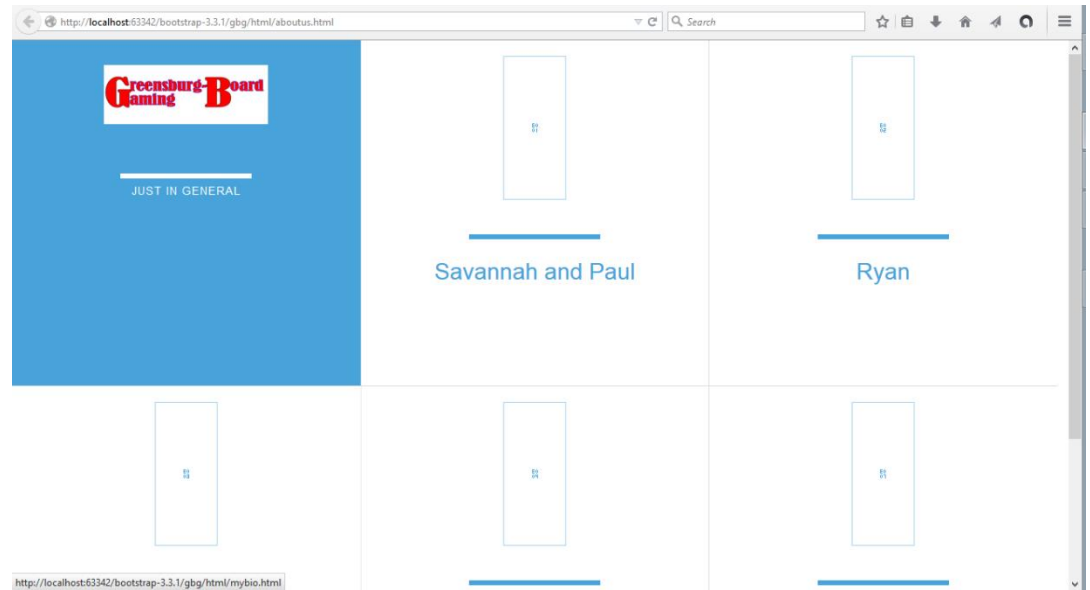 http://localhost:63342/bootstrap-3.3.1/gbg/html/aboutus.html
Search
Greensburg-Board
Gaming
JUST IN GENERAL
Savannah and Paul
Ryan
http://localhost:63342/bootstrap-3.3.1/gbg/html/mybio.html